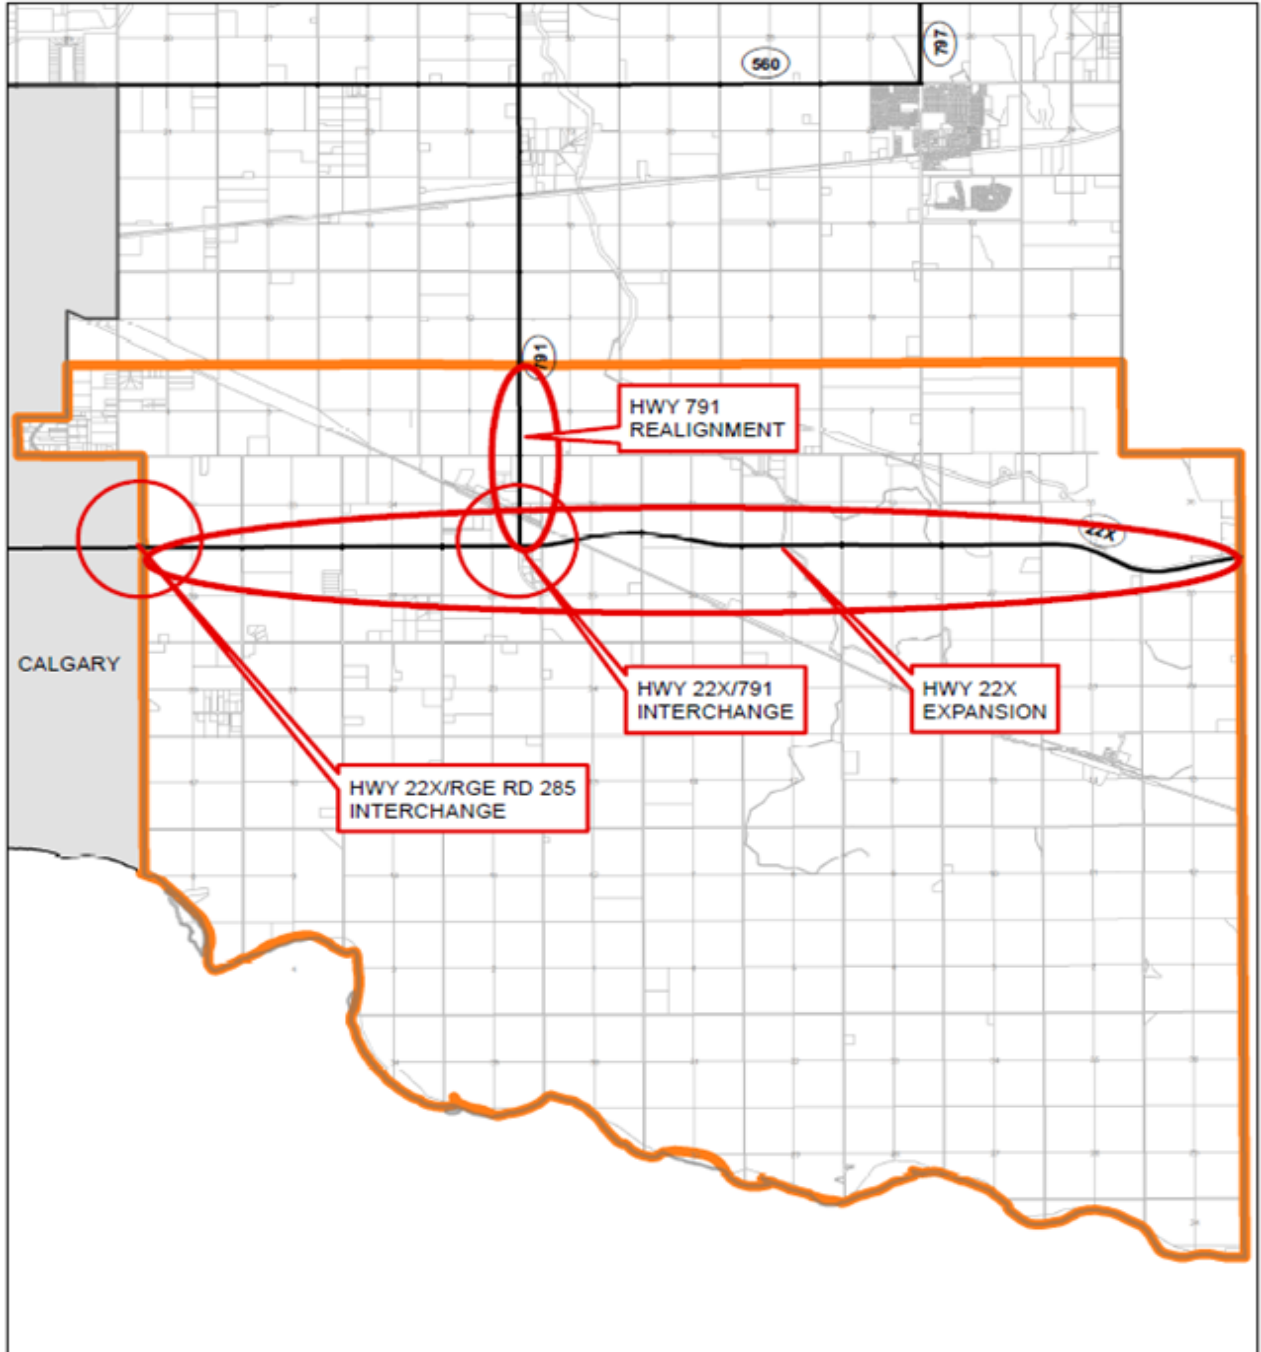 797
560
791
HWY 791
REALIGNMENT
22X
CALGARY
HWY 22X/791
INTERCHANGE
HWY 22X
EXPANSION
HWY 22X/RGE RD 285
INTERCHANGE